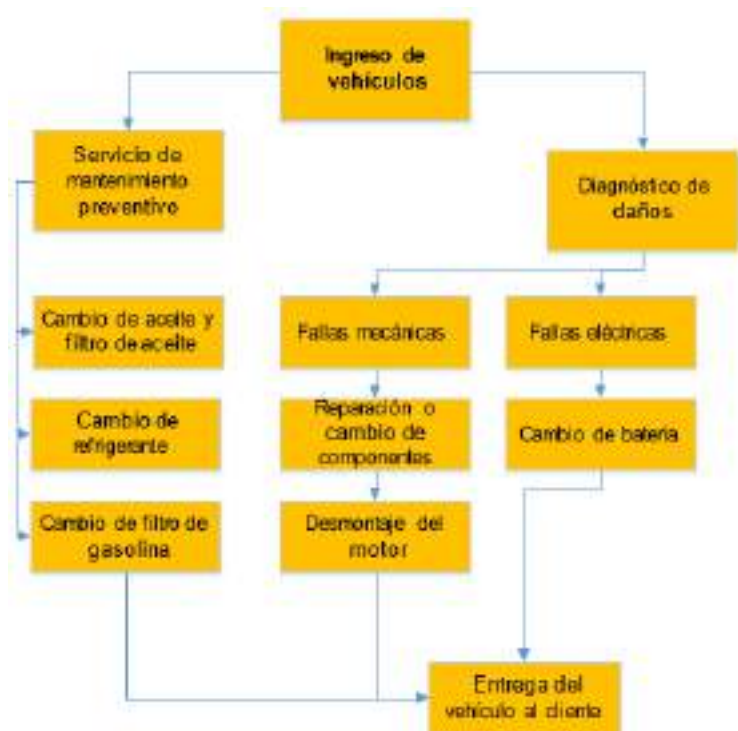 Ingreso de
vehículos
Servicio de
mantenimiento
preventivo
Diagnóstico de
daños
Cambio de aceite y
filtro de aceite
Fallas mecánicas
Fallas eléctricas
Cambio de
refrigerante
Reparación o
cambio de
componentes
Cambio de batería
Cambio de filtro de
gasolina
Desmontaje del
motor
Entrega del
vehículo al cliente